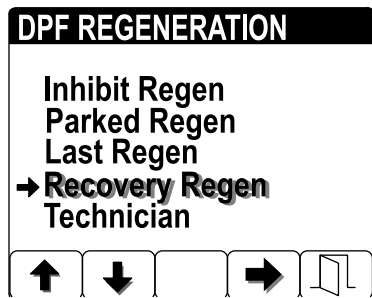 DPF REGENERATION
Inhibit Regen
Parked Regen
Last Regen
Recovery Regen
Technician